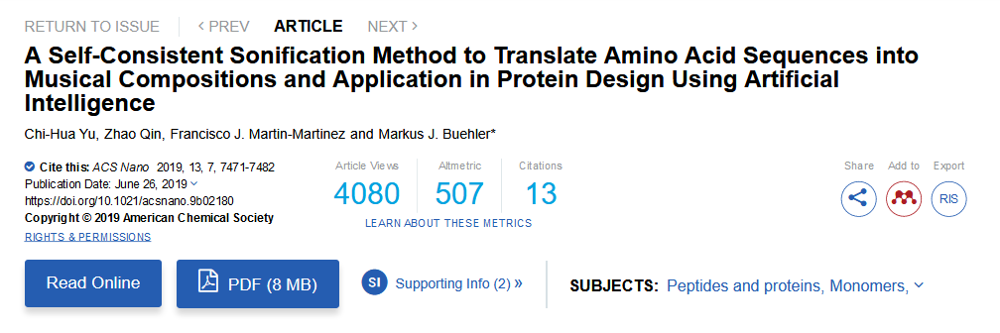 RETURN TO ISSUE < PREV ARTICLE NEXT >
A Self-Consistent Sonification Method to Translate Amino Acid Sequences into
Musical Compositions and Application in Protein Design Using Artificial
Intelligence
Chi-Hua Yu, Zhao Qin, Francisco J. Martin-Martinez and Markus J. Buehler*
Cite this: ACS Nano 2019, 13, 7, 7471-7482
Publication Date: June 26, 2019
https://doi.org/10.1021/acsnano.9b02180
Copyright © 2019 American Chemical Society
RIGHTS & PERMISSIONS
Article Views Altmetric Citations
4080 507 13
LEARN ABOUT THESE METRICS
Share Add to Export
RIS
Read Online PDF (8 MB) SI Supporting Info (2) » SUBJECTS: Peptides and proteins, Monomers,